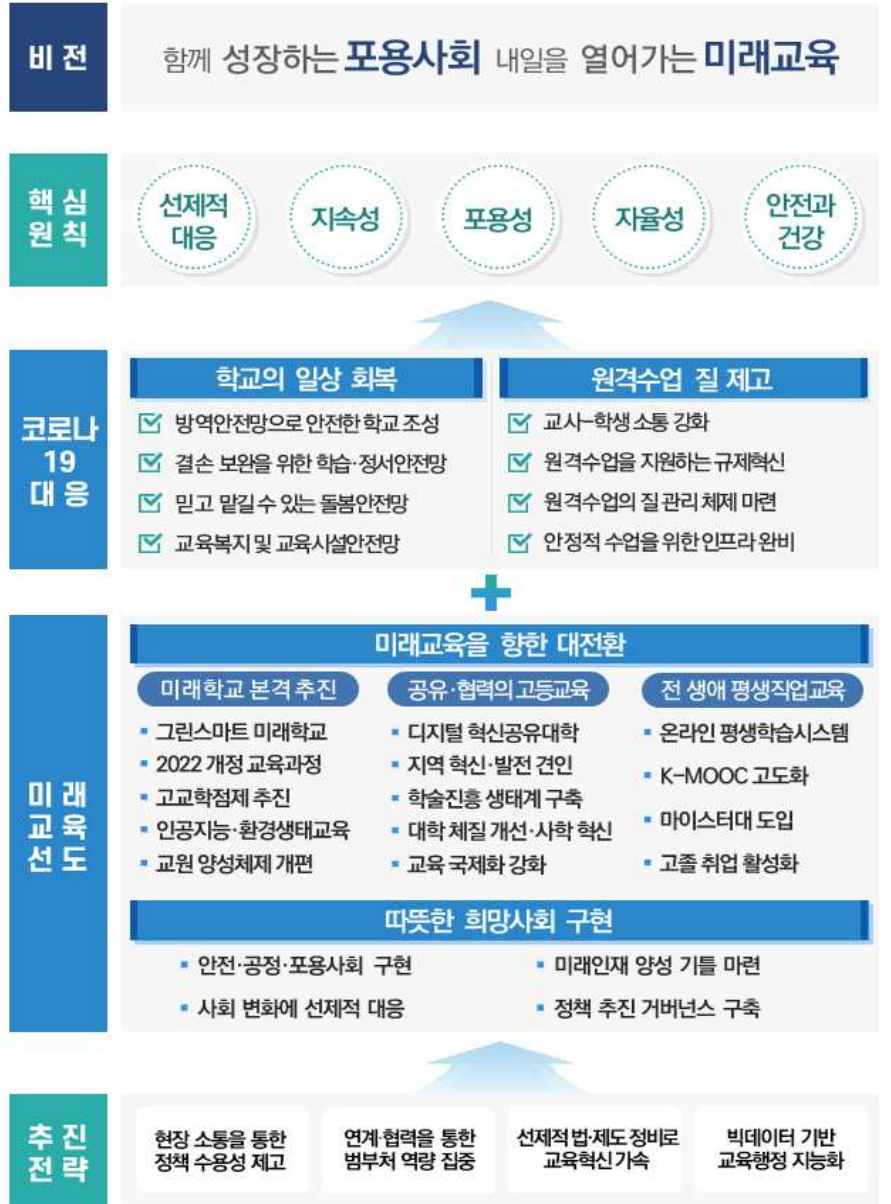 비 전
함께 성장하는 포용사회 내일을 열어가는 미래교육
핵 심
원 칙
선제적
대응
지속성
포용성
자율성
안전과
건강
코로나
19
대 응
학교의 일상 회복
방역안전망으로 안전한 학교 조성
결손 보완을 위한 학습·정서안전망
믿고 맡길 수 있는 돌봄안전망
교육복지 및 교육시설안전망
원격수업 질 제고
교사-학생 소통 강화
원격수업을 지원하는 규제혁신
원격수업의 질 관리 체제 마련
안정적 수업을 위한 인프라 완비
미 래
교 육
선 도
미래교육을 향한 대전환
미래학교 본격 추진
그린스마트 미래학교
2022 개정 교육과정
고교학점제 추진
인공지능·환경생태교육
교원 양성체제 개편
공유·협력의 고등교육
디지털 혁신공유대학
지역 혁신·발전 견인
학술진흥 생태계 구축
대학 체질 개선·사학 혁신
교육 국제화 강화
전 생애 평생직업교육
온라인 평생학습시스템
K-MOOC 고도화
마이스터대 도입
고졸 취업 활성화
따뜻한 희망사회 구현
안전·공정·포용사회 구현
사회 변화에 선제적 대응
미래인재 양성 기틀 마련
정책 추진 거버넌스 구축
추 진
전 략
현장 소통을 통한
정책 수용성 제고
연계·협력을 통한
범부처 역량 집중
선제적 법·제도 정비로
교육혁신 가속
빅데이터 기반
교육행정 지능화